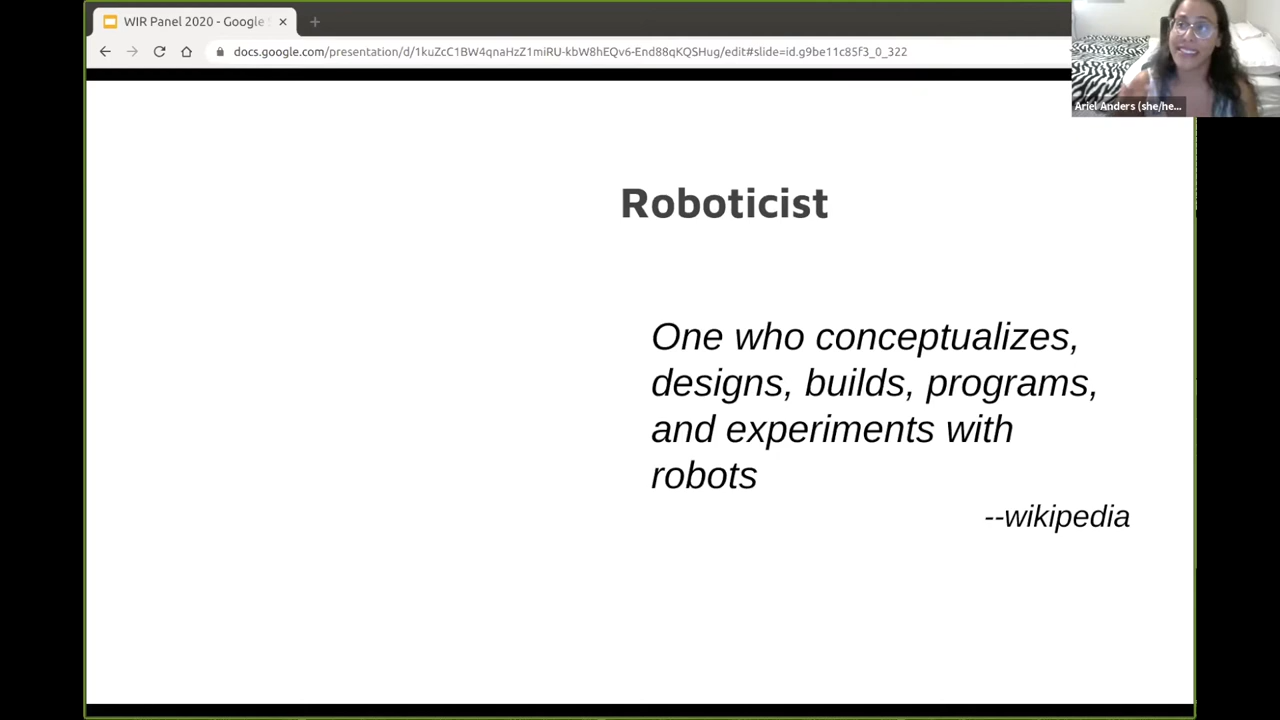 WIR Panel 2020 - Google
docs.google.com/presentation/d/1kuZcC1BW4qnaHzZ1miRU-kbW8hEQv6-End88qKQSHug/edit#slide=id.g9be11c85f3_0_322
Ariel Anders (she/he...
Roboticist
One who conceptualizes,
designs, builds, programs,
and experiments with
robots
--wikipedia